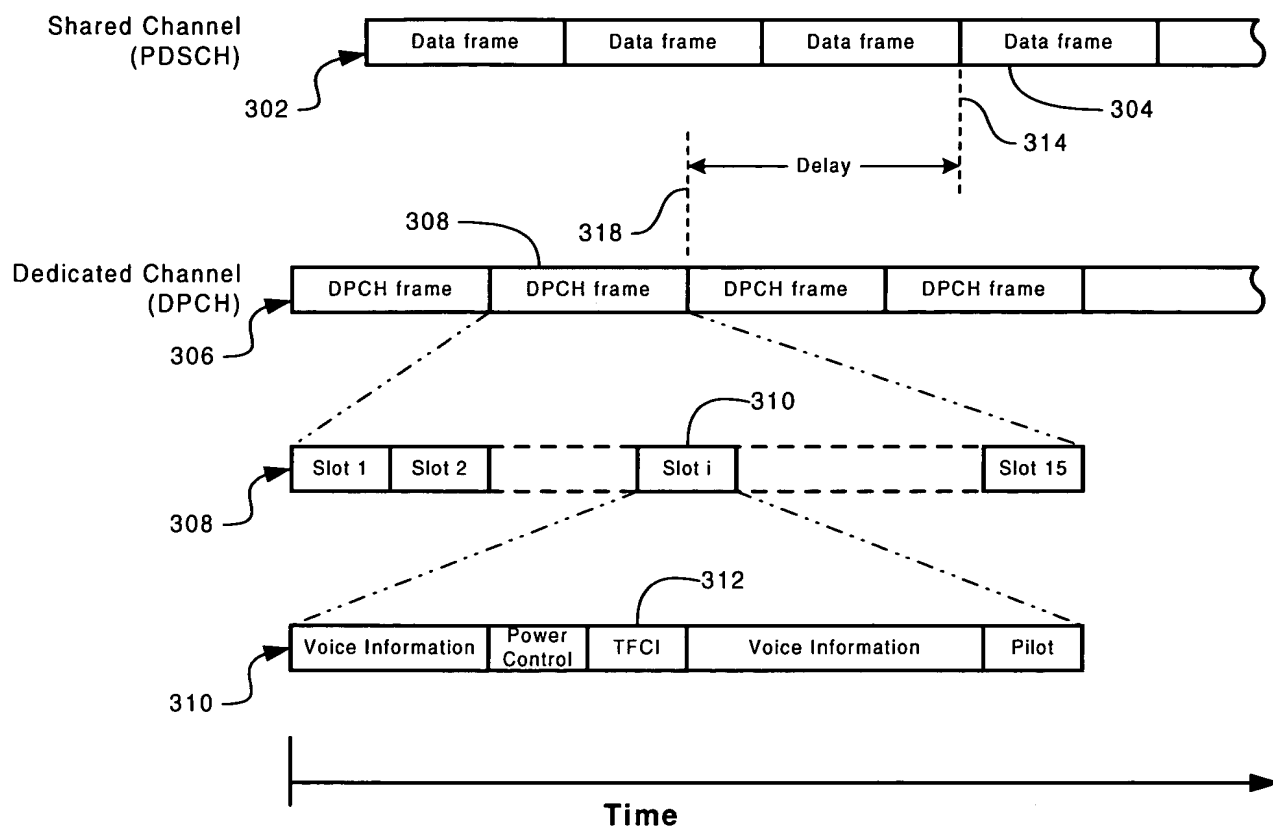 Shared Channel
(PDSCH)
Data frame
Data frame
Data frame
Data frame
302
304
314
Delay
318
308
Dedicated Channel
(DPCH)
DPCH frame
DPCH frame
DPCH frame
DPCH frame
306
310
Slot 1
Slot 2
Slot i
Slot 15
308
312
Voice Information
Power
Control
TFCI
Voice Information
Pilot
310
Time